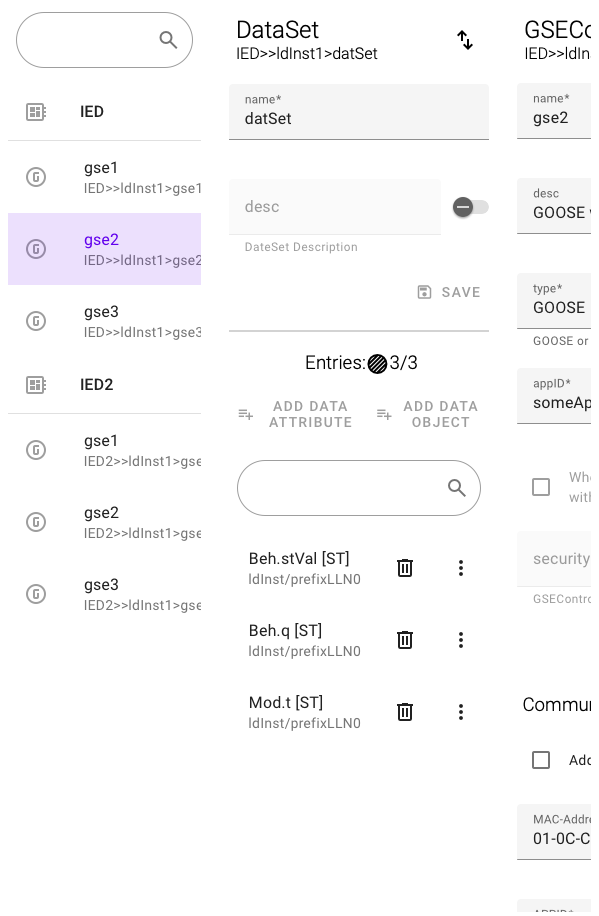 IED
gse1
IED>>ldInst1>gse1
gse2
IED>>ldInst1>gse2
gse3
IED>>ldInst1>gse3
IED2
gse1
IED2>>ldInst1>gse
gse2
IED2>>ldInst1>gse
gse3
IED2>>ldInst1>gse
DataSet
IED>>ldInst1>datSet
name*
datSet
desc
DateSet Description
SAVE
Entries: 3/3
ADD DATA
ATTRIBUTE
ADD DATA
OBJECT
Beh.stVal [ST]
ldInst/prefixLLN0
Beh.q [ST]
ldInst/prefixLLN0
Mod.t [ST]
ldInst/prefixLLN0
GSECo
IED>>ldIn
name*
gse2
desc
GOOSE
type*
GOOSE
GOOSE or
appID*
someAp
Whe
with
security
GSEContro
Commu
Add
MAC-Addre
01-0C-C